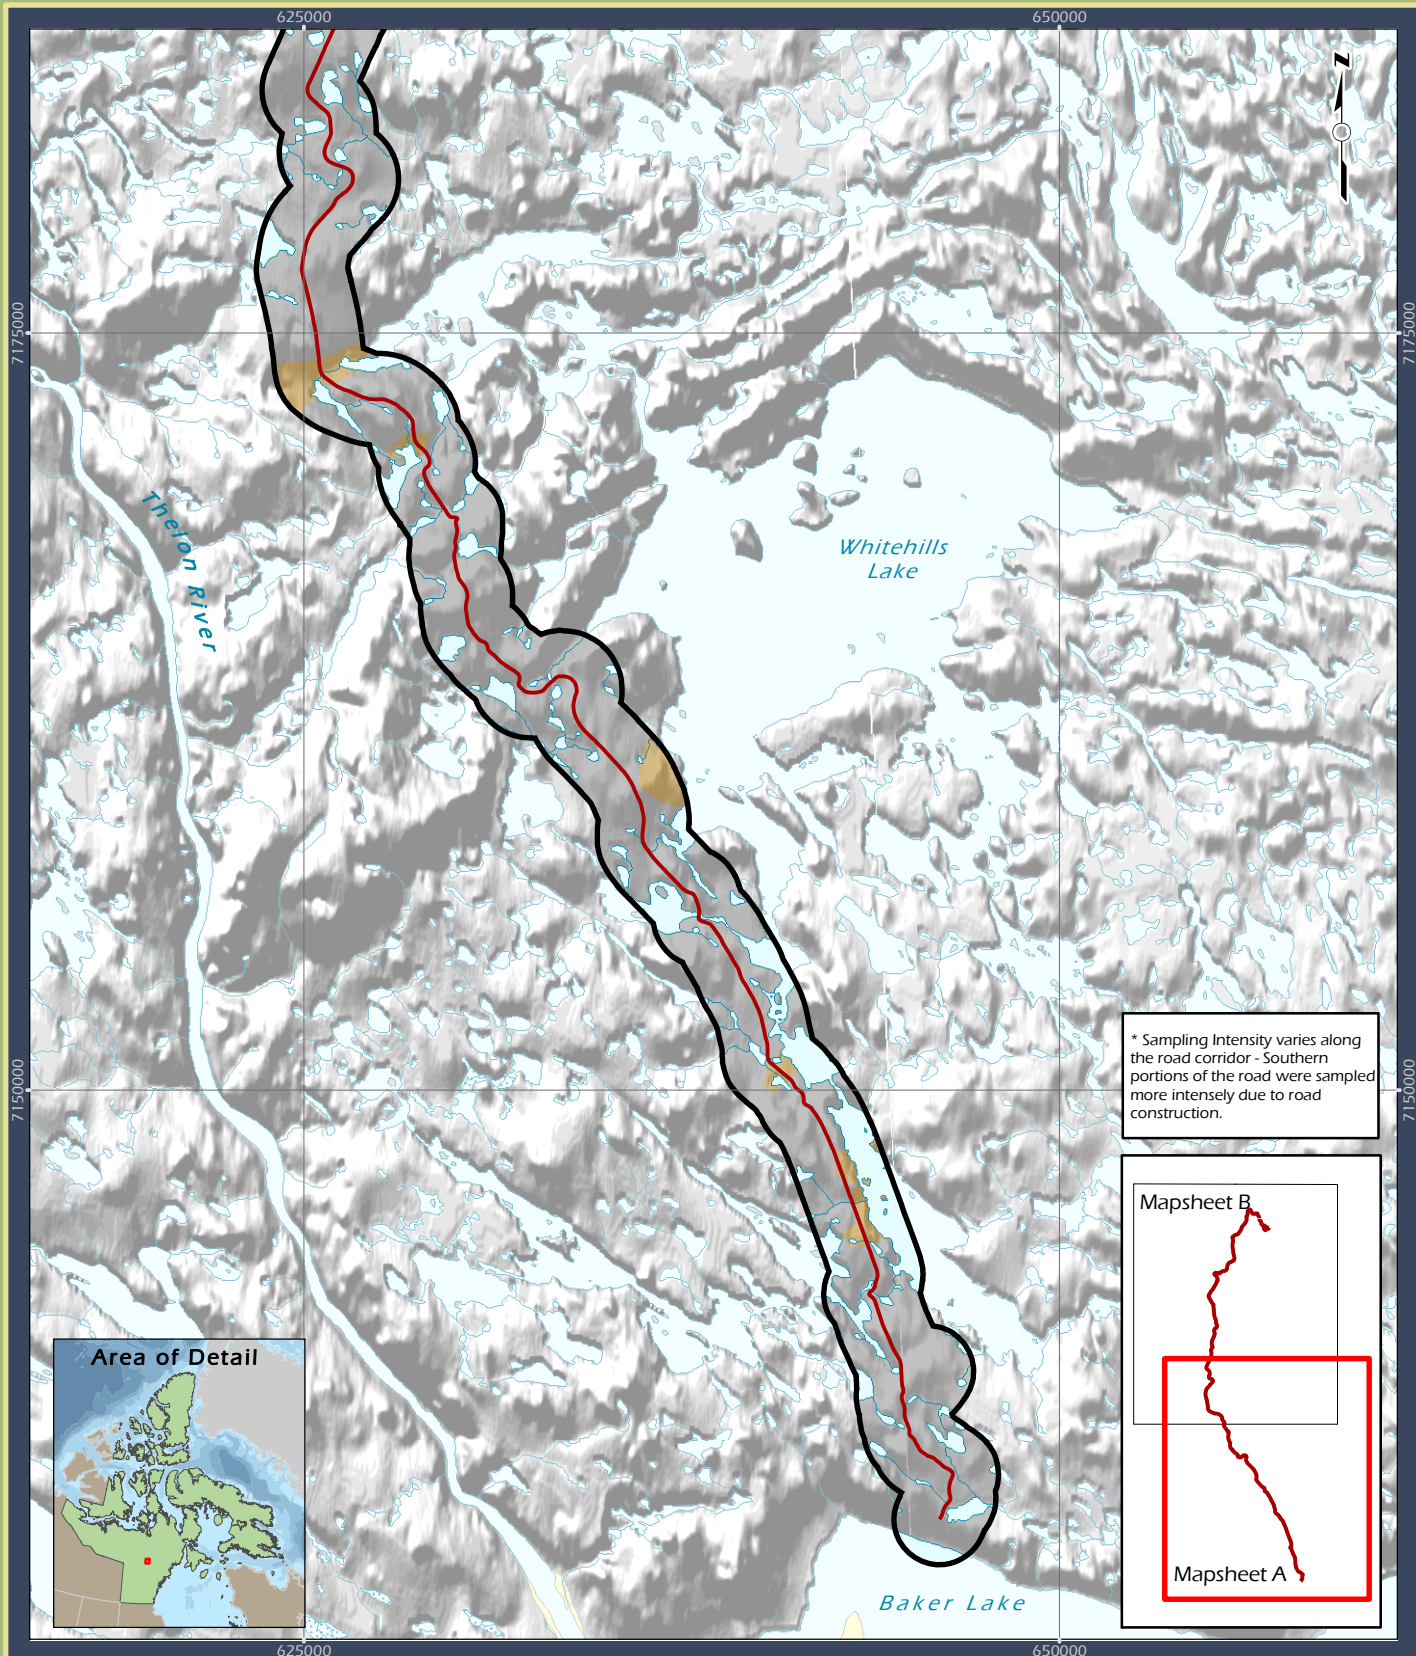 625000
650000
N
7175000
7175000
Thelon River
Whitehills
Lake
* Sampling Intensity varies along
the road corridor - Southern
portions of the road were sampled
more intensely due to road
construction.
7150000
7150000
Mapsheet B
Mapsheet A
Area of Detail
Baker Lake
625000
650000